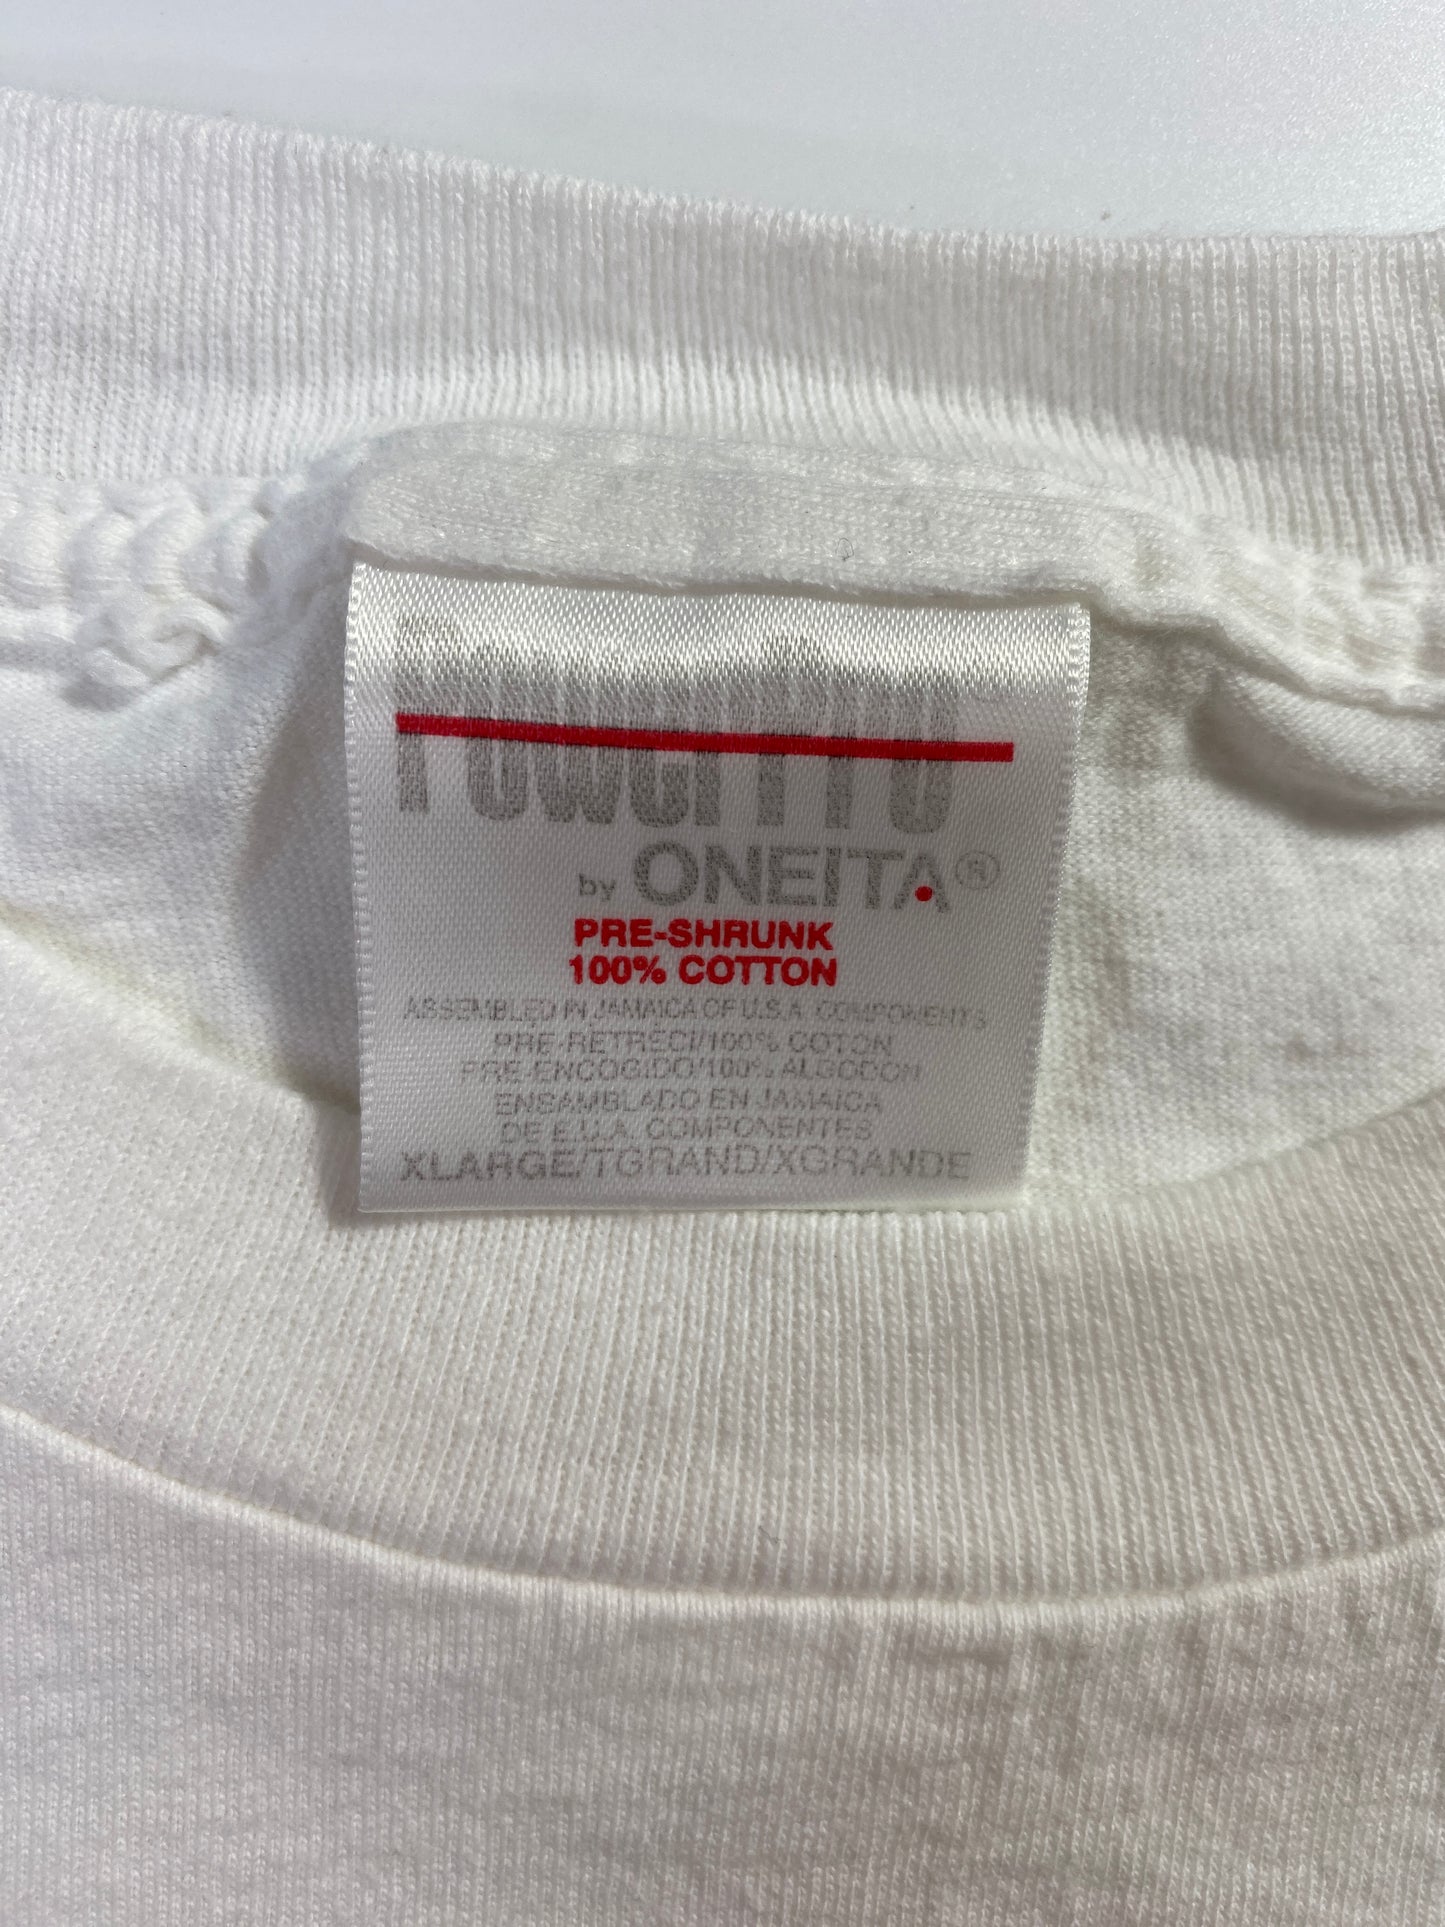 PowerPro
by ONEITA®
PRE-SHRUNK
100% COTTON
ASSEMBLED IN JAMAICA OF U.S.A. COMPONENTS
PRE-RETRECI/100% COTON
PRE-ENCOGIDO/100% ALGODON
ENSAMBLADO EN JAMAICA
DE E.U.A. COMPONENTES
XLARGE/TGRAND/XGRANDE